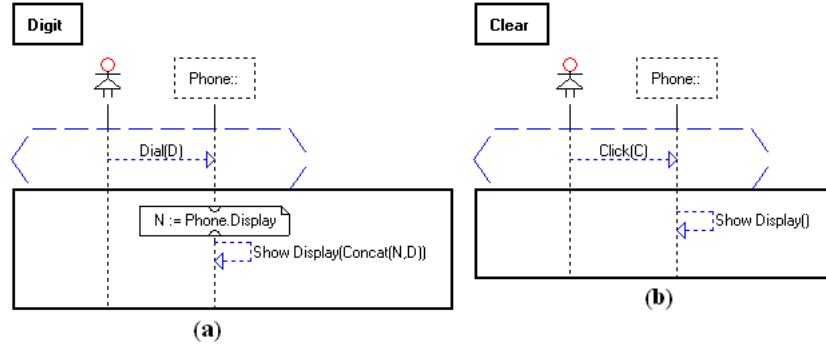 Digit
Phone::
Dial(D)
N := Phone.Display
Show Display(Concat(N,D))
(a)
Clear
Phone::
Click(C)
Show Display()
(b)